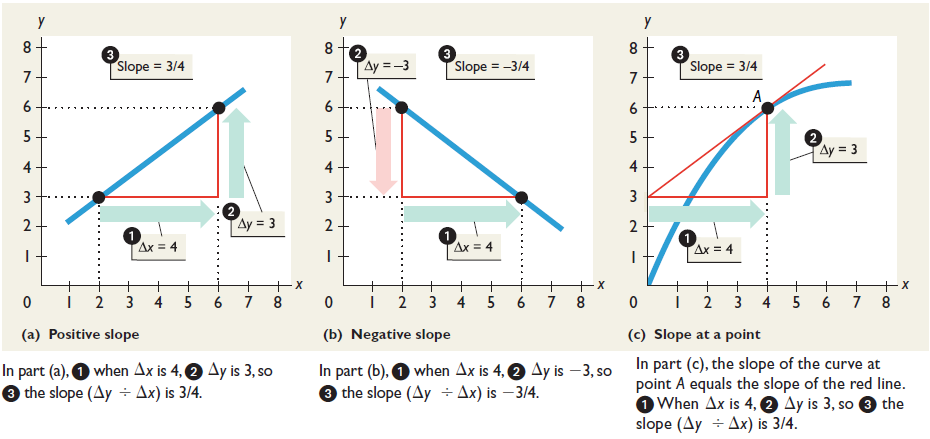 y
8
7
6
5
4
3
2
1
0 1 2 3 4 5 6 7 8
x
3
Slope = 3/4
2
Δy = 3
1
Δx = 4
(a) Positive slope
In part (a), 1 when Δx is 4, 2 Δy is 3, so
3 the slope (Δy ÷ Δx) is 3/4.
y
8
7
6
5
4
3
2
1
0 1 2 3 4 5 6 7 8
x
2
Δy = –3
3
Slope = –3/4
1
Δx = 4
(b) Negative slope
In part (b), 1 when Δx is 4, 2 Δy is −3, so
3 the slope (Δy ÷ Δx) is −3/4.
y
8
7
6
5
4
3
2
1
0 1 2 3 4 5 6 7 8
x
3
Slope = 3/4
A
2
Δy = 3
1
Δx = 4
(c) Slope at a point
In part (c), the slope of the curve at
point A equals the slope of the red line.
1 When Δx is 4, 2 Δy is 3, so 3 the
slope (Δy ÷ Δx) is 3/4.